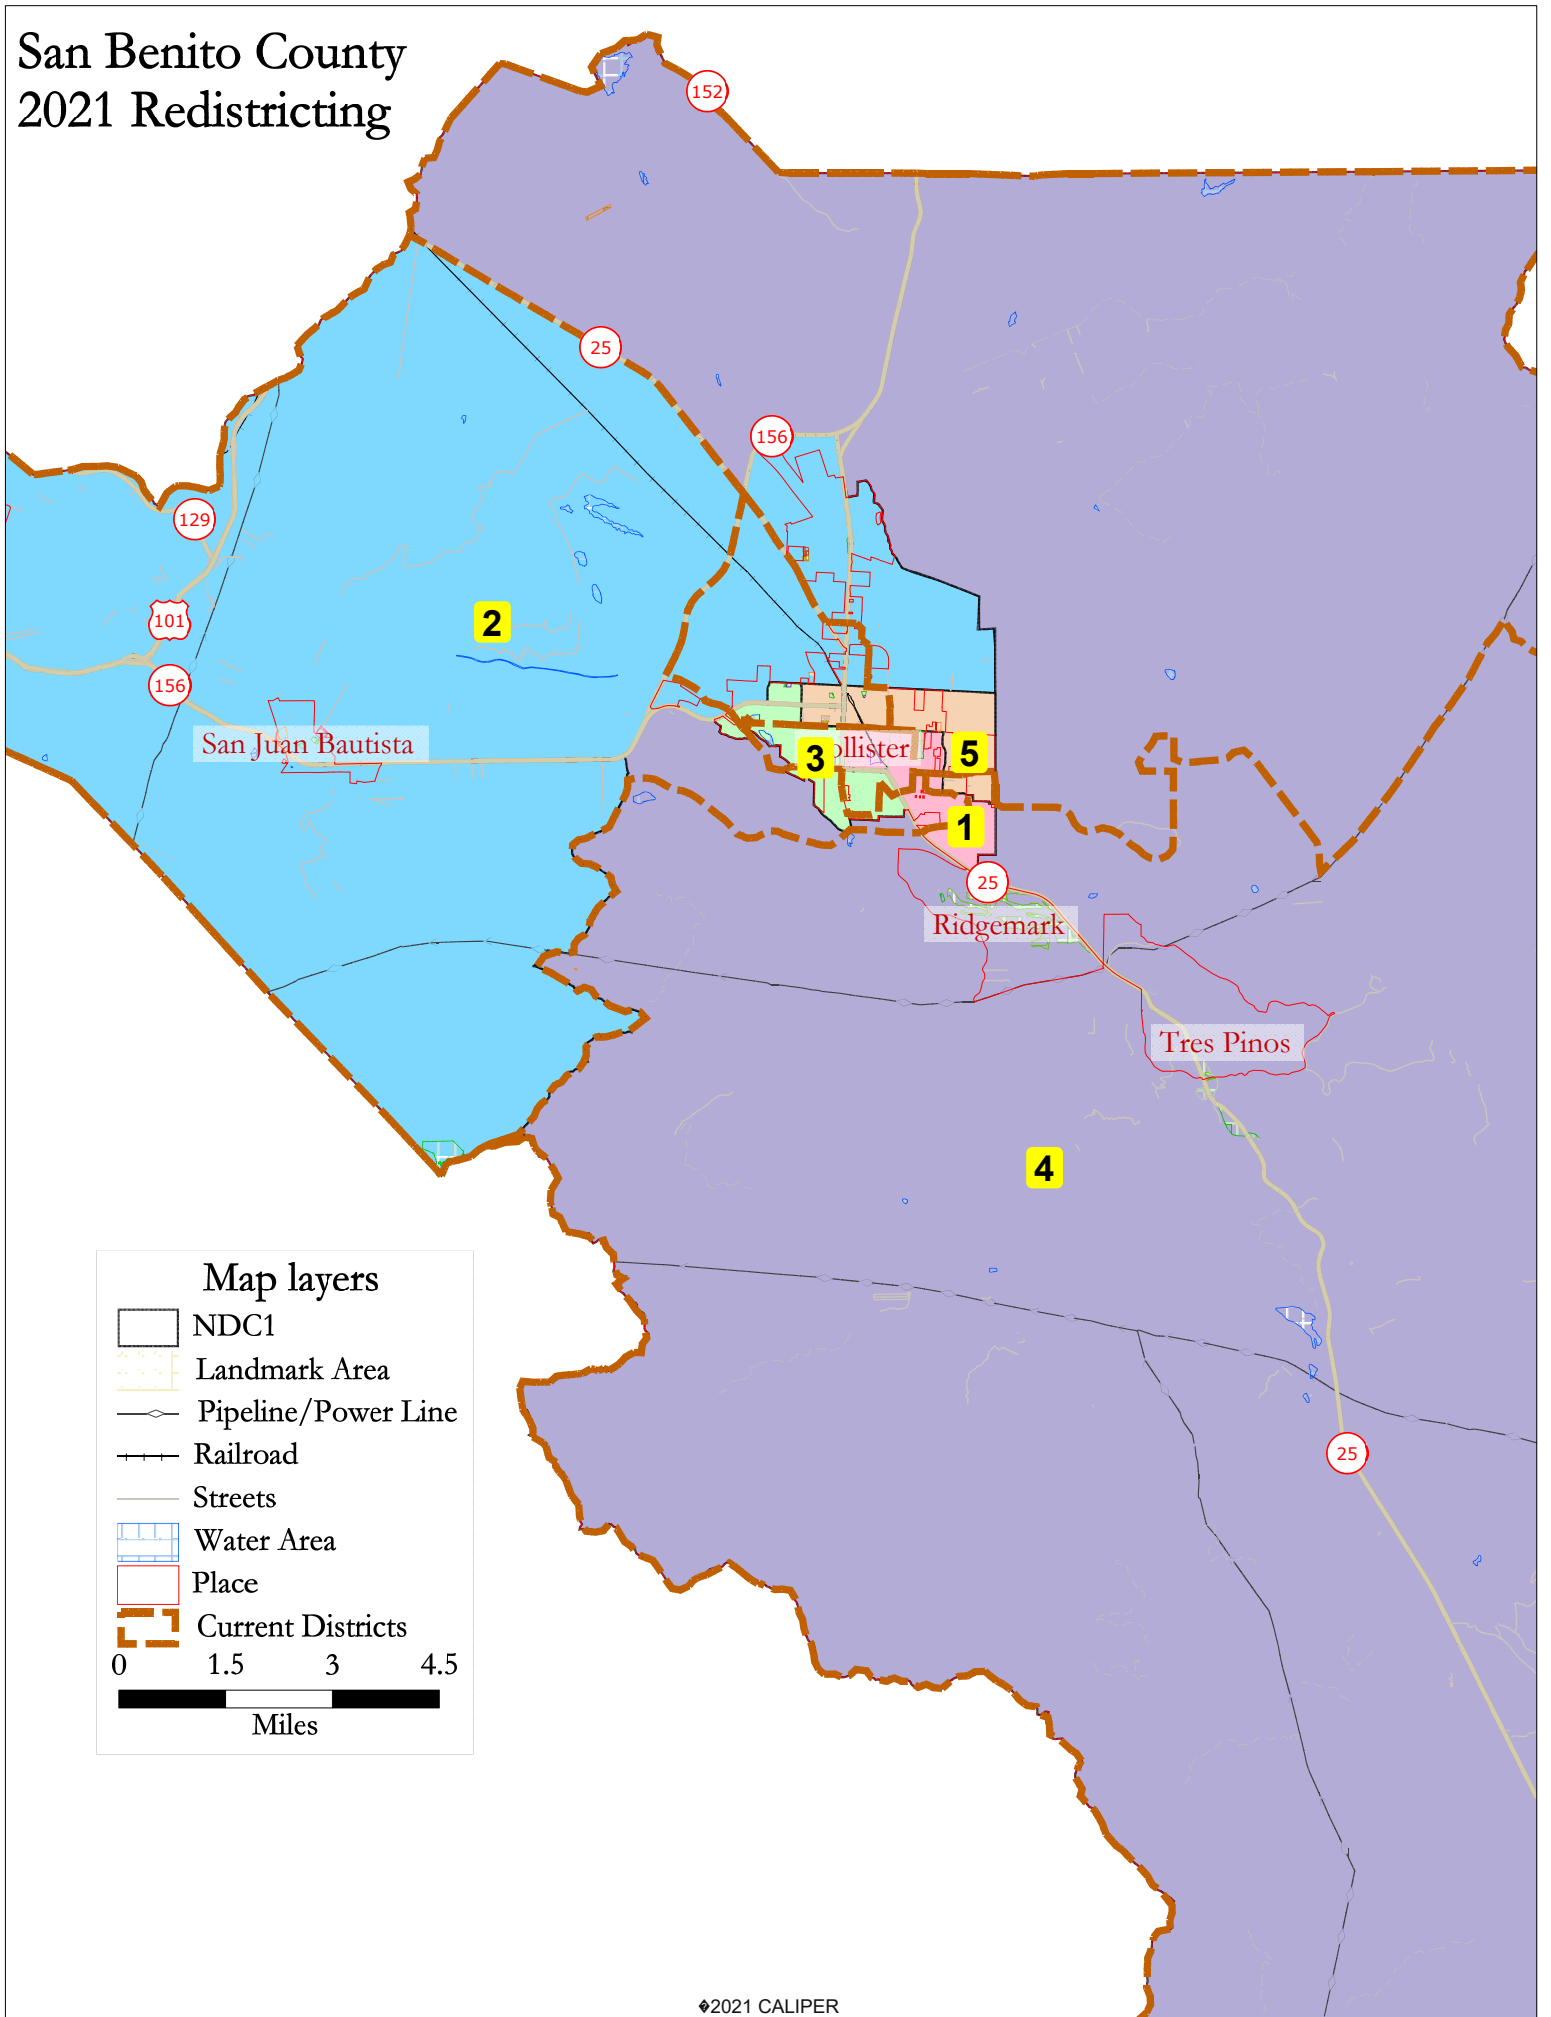 San Benito County
2021 Redistricting
152
25
156
129
101
2
156
San Juan Bautista
3
ollister
5
1
25
Ridgemark
Tres Pinos
4
25
Map layers
NDC1
Landmark Area
Pipeline/Power Line
Railroad
Streets
Water Area
Place
Current Districts
0 1.5 3 4.5
Miles
�2021 CALIPER